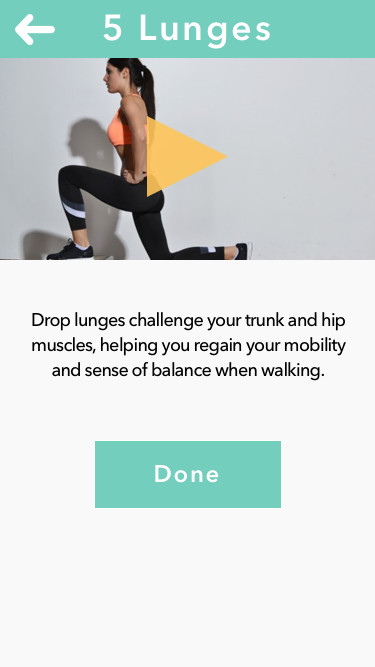 5 Lunges
Drop lunges challenge your trunk and hip
muscles, helping you regain your mobility
and sense of balance when walking.
Done